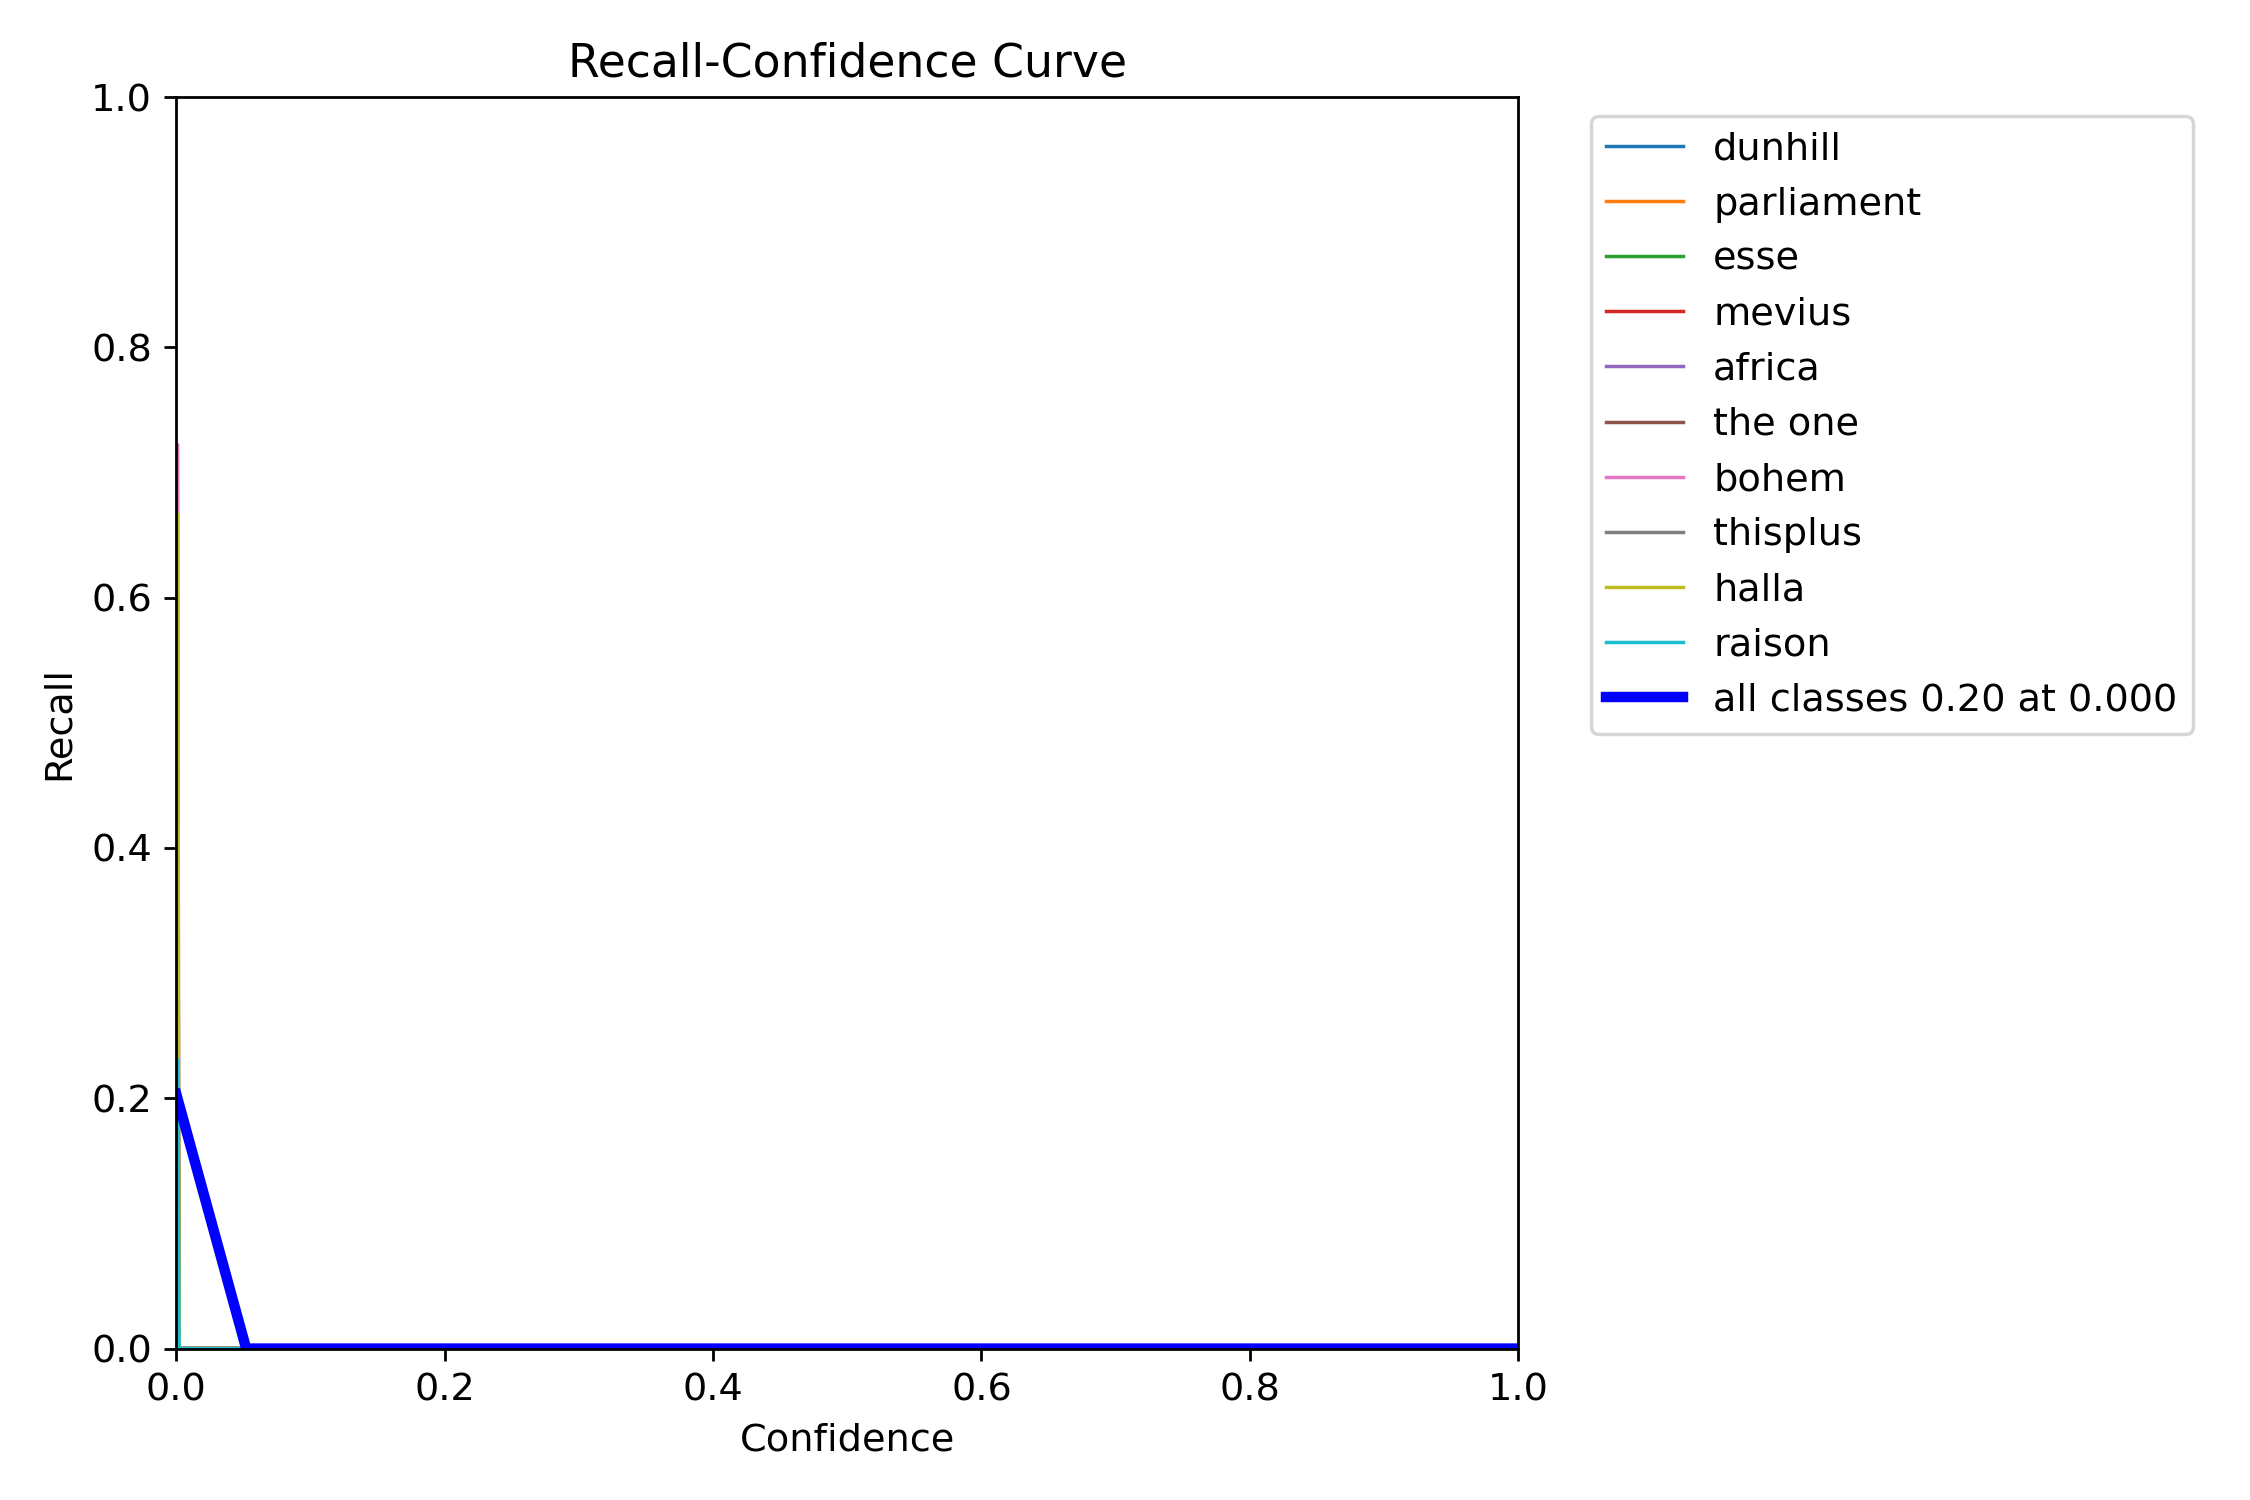 Recall-Confidence Curve
1.0
0.8
0.6
0.4
0.2
0.0
Recall
0.0 0.2 0.4 0.6 0.8 1.0
Confidence
dunhill
parliament
esse
mevius
africa
the one
bohem
thisplus
halla
raison
all classes 0.20 at 0.000